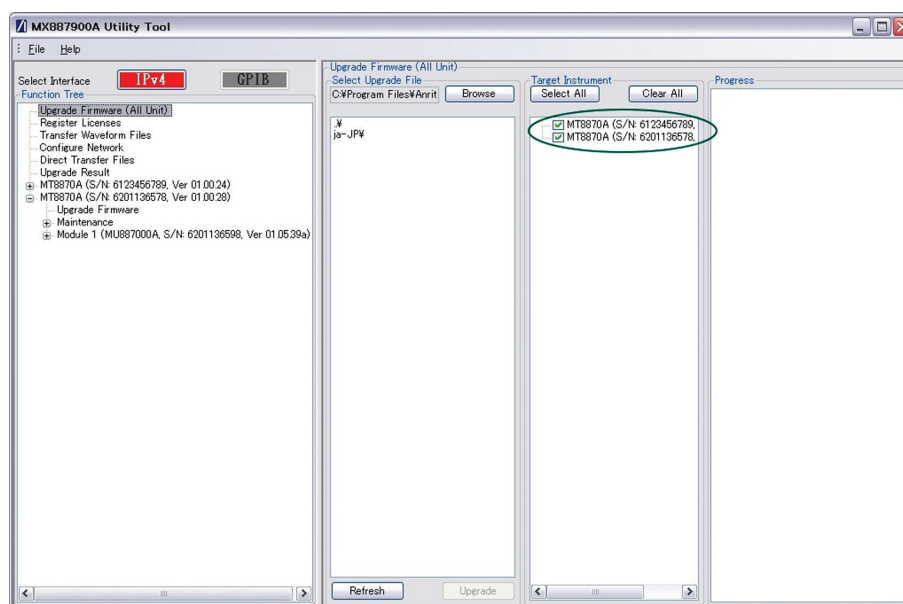 MX887900A Utility Tool
File Help
Select Interface IPv4 GPIB
Function Tree
Upgrade Firmware (All Unit)
Register Licenses
Transfer Waveform Files
Configure Network
Direct Transfer Files
Upgrade Result
MT8870A (S/N: 6123456789, Ver 01.00.24)
MT8870A (S/N: 6201136578, Ver 01.00.28)
Upgrade Firmware
Maintenance
Module 1 (MU887000A, S/N: 6201136598, Ver 01.05.39a)
Upgrade Firmware (All Unit)
Select Upgrade File
C:¥Program Files¥Anrit Browse
.¥
ja-JP¥
Refresh Upgrade
Target Instrument
Select All Clear All
MT8870A (S/N: 6123456789,
MT8870A (S/N: 6201136578,
Progress